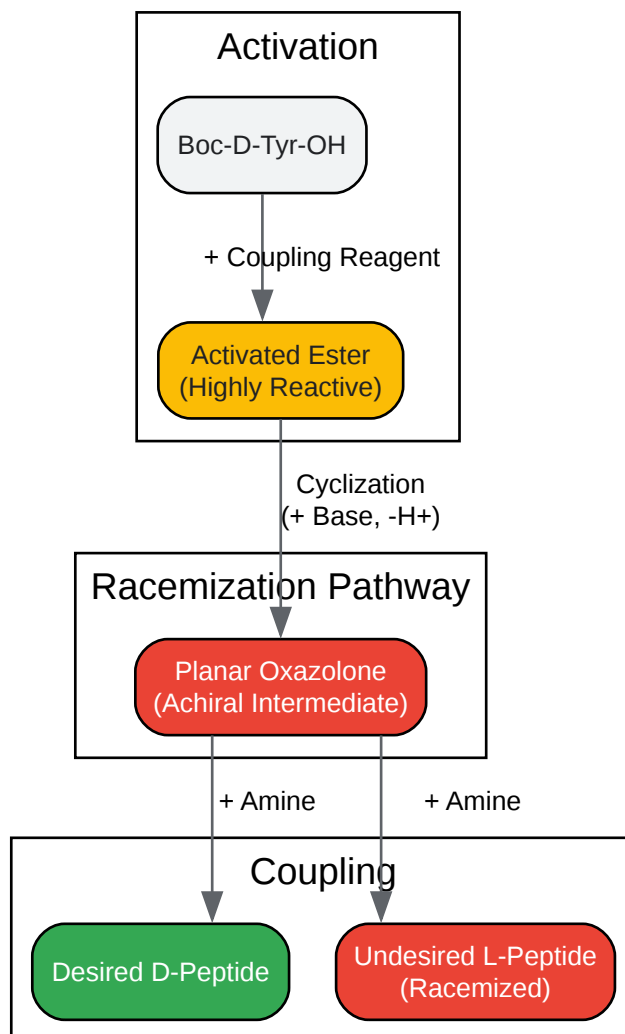 Activation
Boc-D-Tyr-OH
+ Coupling Reagent
Activated Ester
(Highly Reactive)
Cyclization
(+ Base, -H+)
Racemization Pathway
Planar Oxazolone
(Achiral Intermediate)
+ Amine
+ Amine
Coupling
Desired D-Peptide
Undesired L-Peptide
(Racemized)